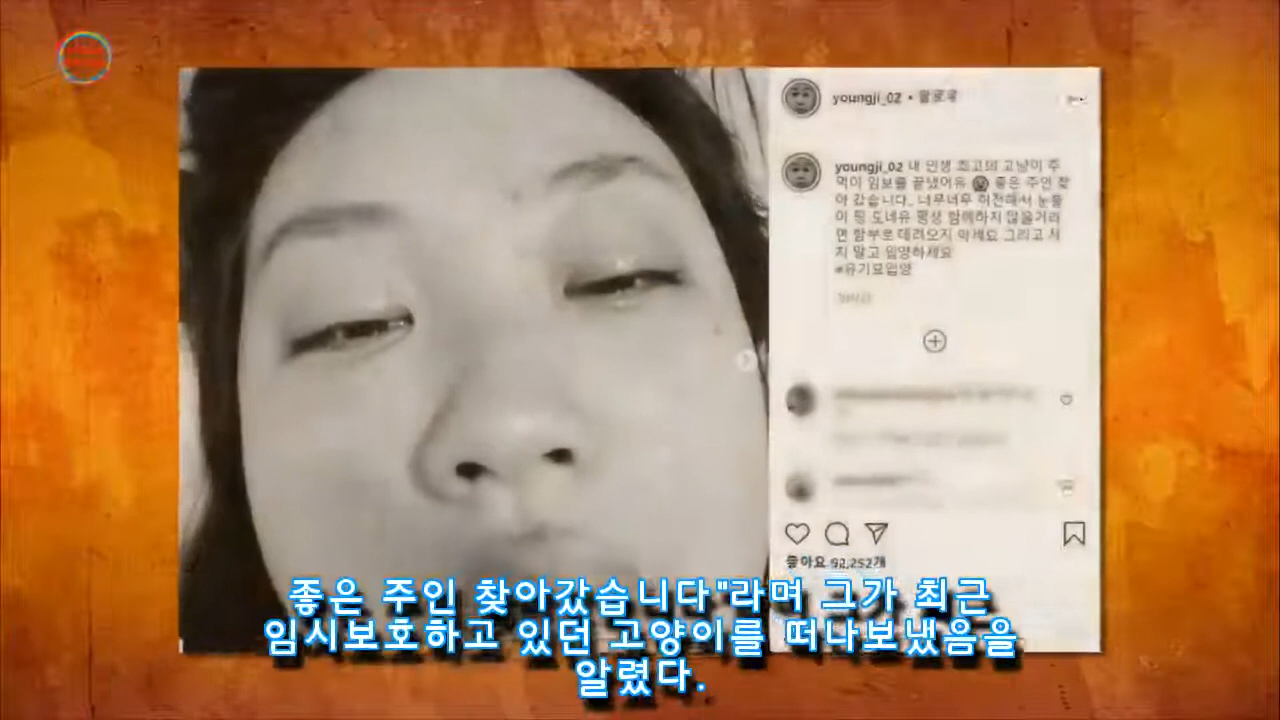 youngji_02 • 팔로우
youngji_02 내 인생 최고의 고양이 주
먹이 임보를 끝냈어유 좋은 주인 찾
아 갔습니다.. 너무너무 허전해서 눈물
이 핑 도네유 평생 함께하지 않을거라
면 함부로 데려오지 마세요 그리고 사
지 말고 입양하세요
#유기묘입양
좋아요 92,252개
좋은 주인 찾아갔습니다"라며 그가 최근
임시보호하고 있던 고양이를 떠나보냈음을
알렸다.